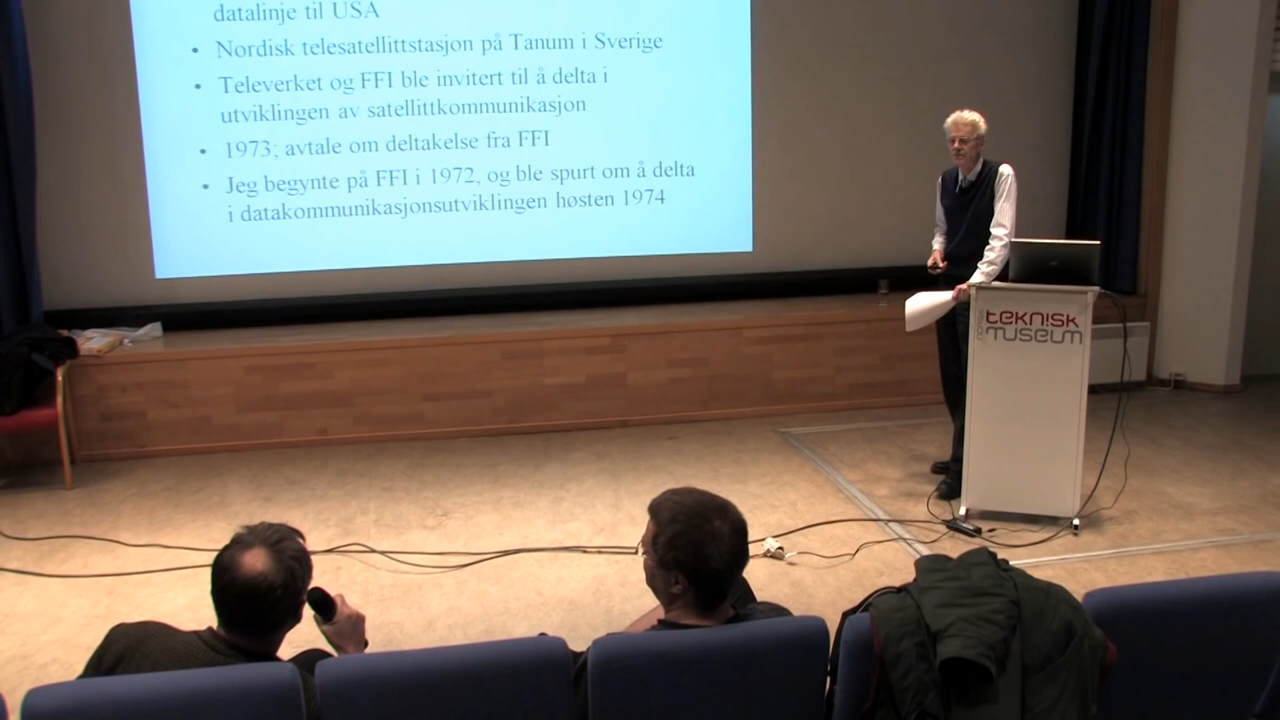 datalinje til USA
• Nordisk telesatellittstasjon på Tanum i Sverige
• Televerket og FFI ble invitert til å delta i
utviklingen av satellittkommunikasjon
• 1973; avtale om deltakelse fra FFI
• Jeg begynte på FFI i 1972, og ble spurt om å delta
i datakommunikasjonsutviklingen høsten 1974
teknisk
museum